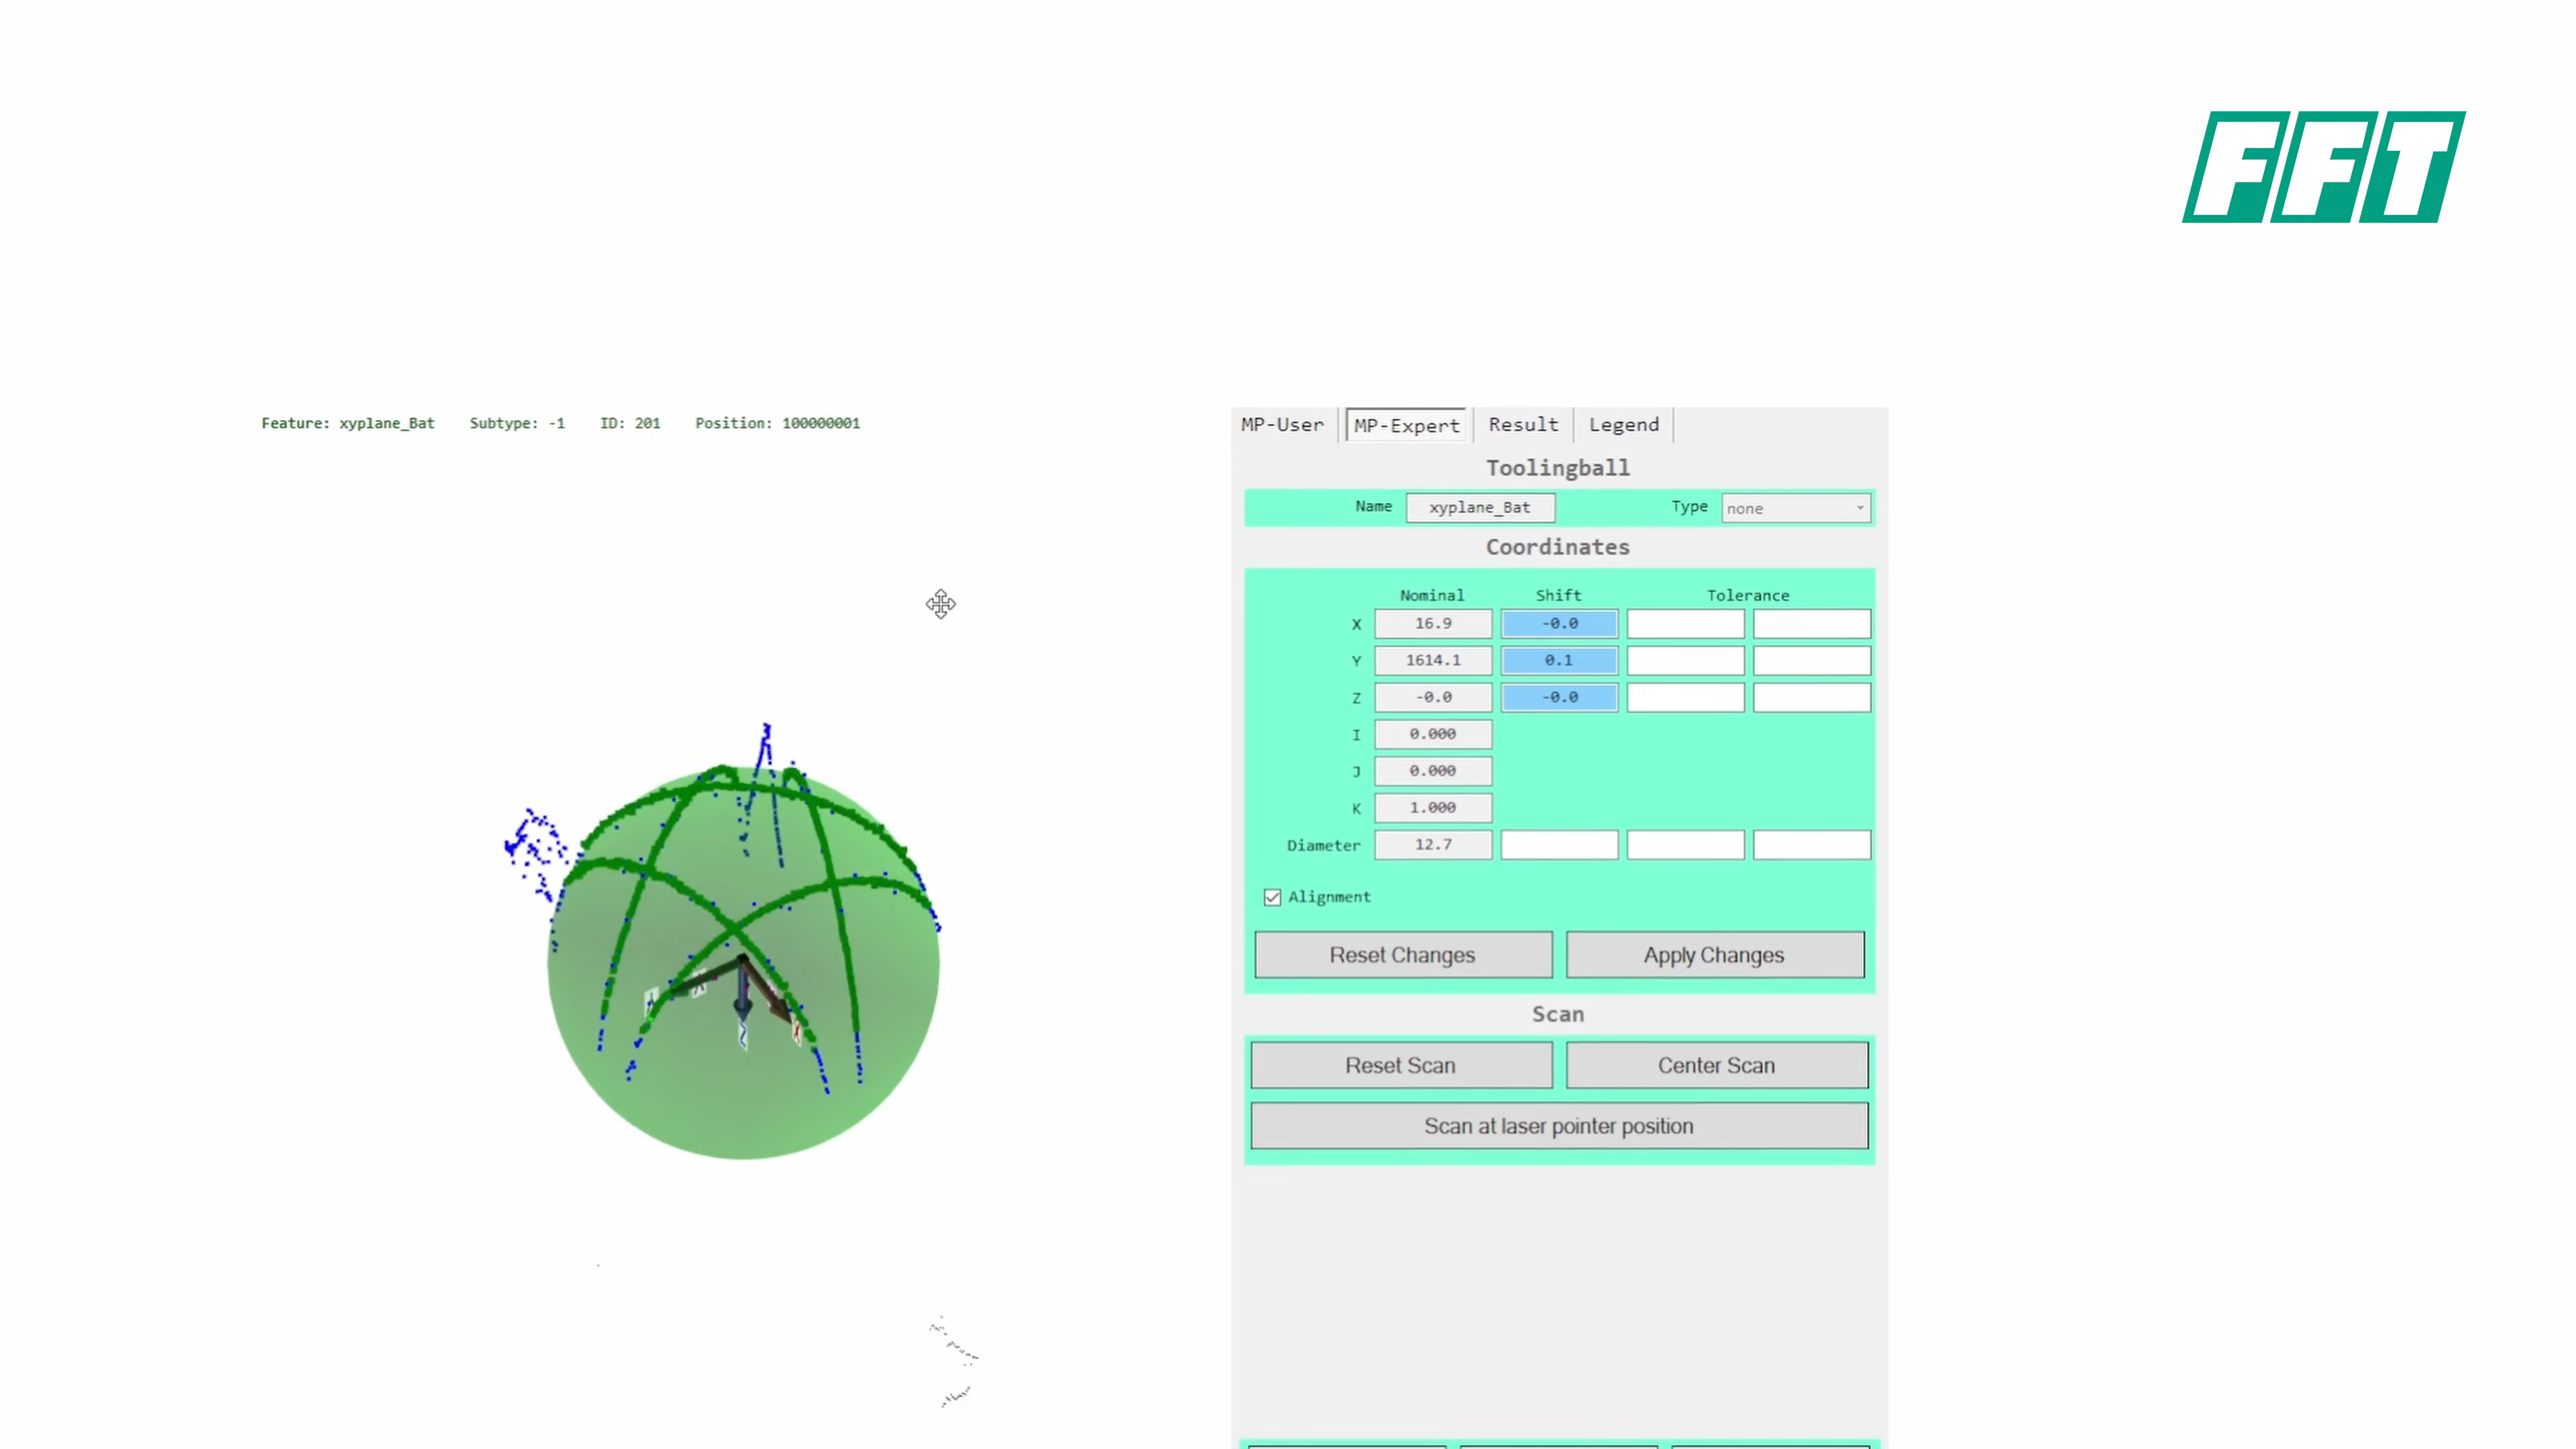 FFT
Feature: xyplane_Bat Subtype: -1 ID: 201 Position: 100000001
MP-User MP-Expert Result Legend
Toolingball
Name xyplane_Bat Type none
Coordinates
Nominal Shift Tolerance
X 16.9 -0.0
Y 1614.1 0.1
Z -0.0 -0.0
I 0.000
J 0.000
K 1.000
Diameter 12.7
Alignment
Reset Changes Apply Changes
Scan
Reset Scan Center Scan
Scan at laser pointer position